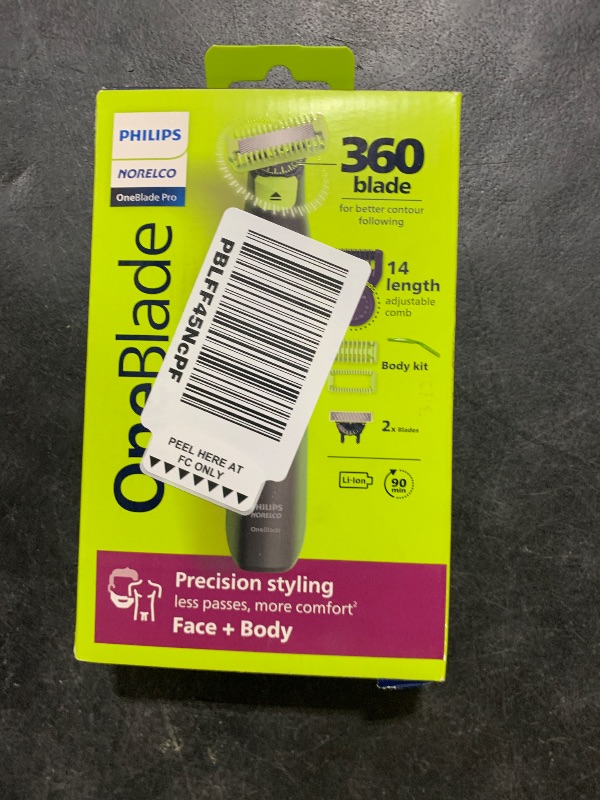 PHILIPS
NORELCO
OneBlade Pro
360
blade
for better contour
following
14
length
adjustable
comb
Body kit
2x Blades
Li-Ion
90
min
OneBlade
PBLFF45NcPF
PEEL HERE AT
FC ONLY
PHILIPS
NORELCO
OneBlade
Precision styling
less passes, more comfort²
Face + Body